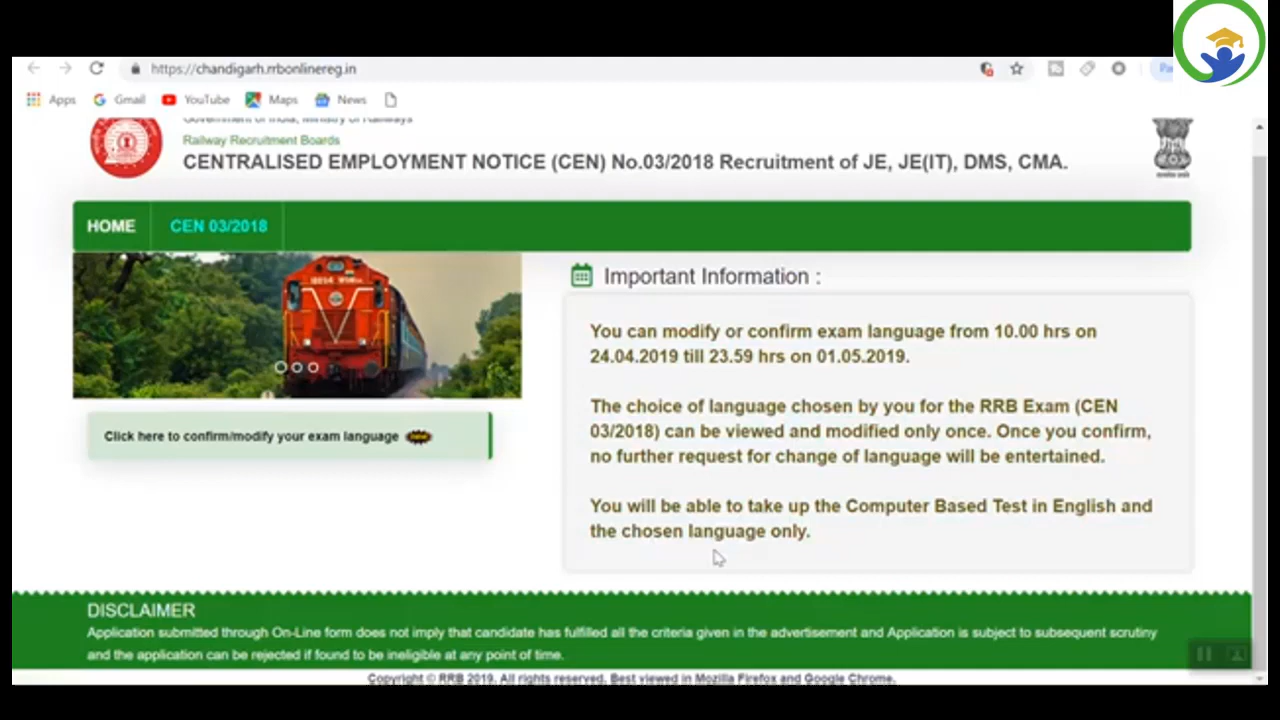 https://chandigarh.rrbonlinereg.in
Apps Gmail YouTube Maps News
Government of India, Ministry of Railways
Railway Recruitment Boards
CENTRALISED EMPLOYMENT NOTICE (CEN) No.03/2018 Recruitment of JE, JE(IT), DMS, CMA.
HOME CEN 03/2018
Important Information :
You can modify or confirm exam language from 10.00 hrs on
24.04.2019 till 23.59 hrs on 01.05.2019.
The choice of language chosen by you for the RRB Exam (CEN
03/2018) can be viewed and modified only once. Once you confirm,
no further request for change of language will be entertained.
You will be able to take up the Computer Based Test in English and
the chosen language only.
Click here to confirm/modify your exam language
DISCLAIMER
Application submitted through On-Line form does not imply that candidate has fulfilled all the criteria given in the advertisement and Application is subject to subsequent scrutiny
and the application can be rejected if found to be ineligible at any point of time.
Copyright © RRB 2019. All rights reserved. Best viewed in Mozilla Firefox and Google Chrome.